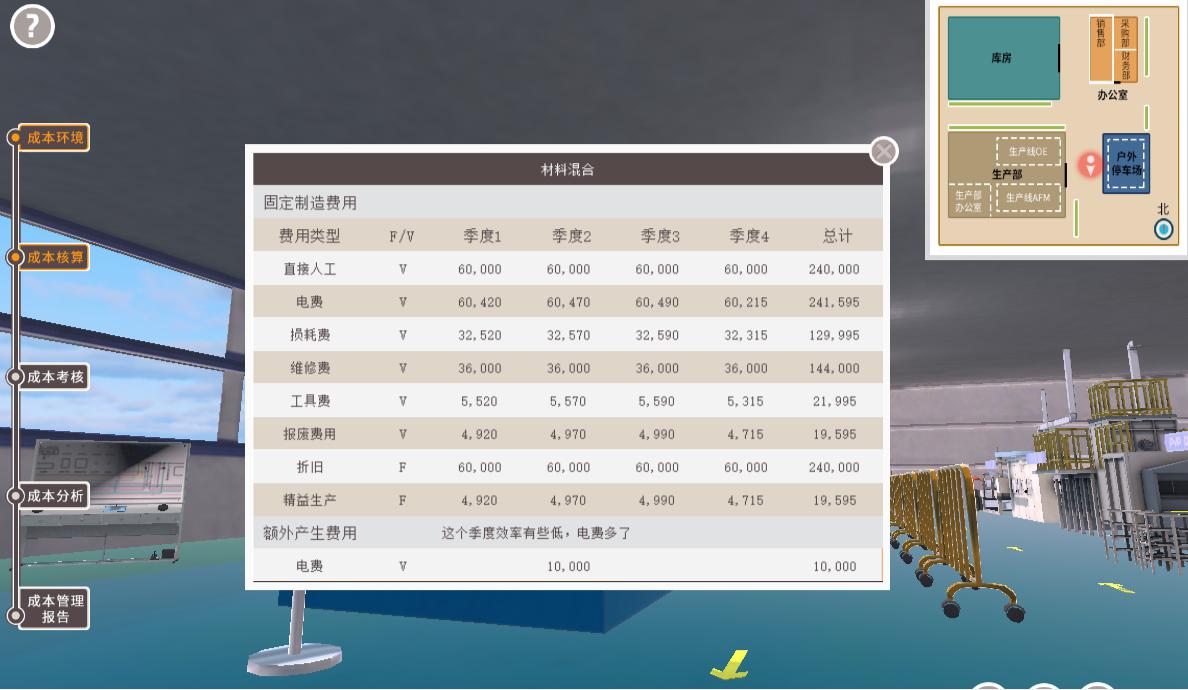 ?
成本环境
成本核算
成本考核
成本分析
成本管理
报告
材料混合
固定制造费用
费用类型 F/V 季度1 季度2 季度3 季度4 总计
直接人工 V 60,000 60,000 60,000 60,000 240,000
电费 V 60,420 60,470 60,490 60,215 241,595
损耗费 V 32,520 32,570 32,590 32,315 129,995
维修费 V 36,000 36,000 36,000 36,000 144,000
工具费 V 5,520 5,570 5,590 5,315 21,995
报废费用 V 4,920 4,970 4,990 4,715 19,595
折旧 F 60,000 60,000 60,000 60,000 240,000
精益生产 F 4,920 4,970 4,990 4,715 19,595
额外产生费用 这个季度效率有些低，电费多了
电费 V 10,000 10,000
库房
销售部
采购部
财务部
办公室
生产线OE
生产部
生产部
办公室
生产线AFM
户外
停车场
北